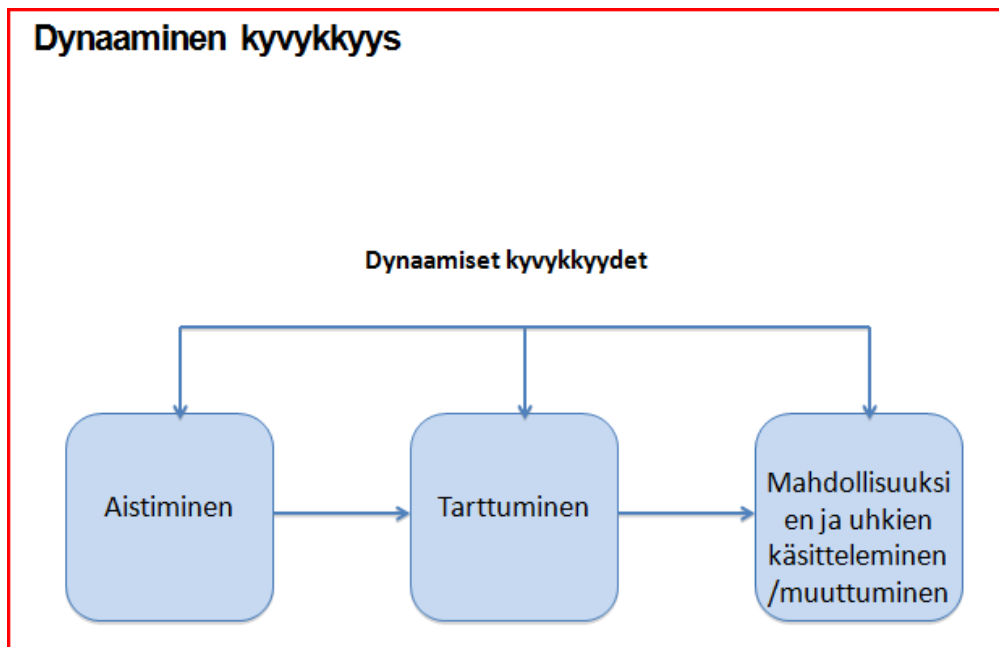 Dynaaminen kyvykkyys
Dynaamiset kyvykkyydet
Aistiminen
Tarttuminen
Mahdollisuuksi
en ja uhkien
käsitteleminen
/muuttuminen